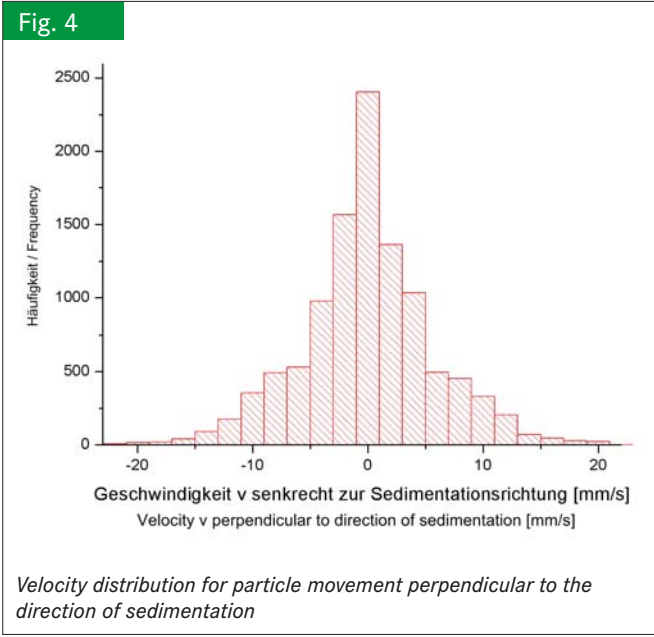 Fig. 4
2500
2000
1500
1000
500
0
Häufigkeit / Frequency
-20 -10 0 10 20
Geschwindigkeit v senkrecht zur Sedimentationsrichtung [mm/s]
Velocity v perpendicular to direction of sedimentation [mm/s]
Velocity distribution for particle movement perpendicular to the
direction of sedimentation